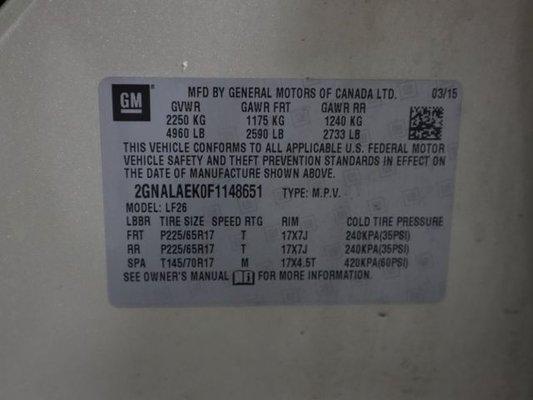 GM
MFD BY GENERAL MOTORS OF CANADA LTD. 03/15
GVWR GAWR FRT GAWR RR
2250 KG 1175 KG 1240 KG
4960 LB 2590 LB 2733 LB
THIS VEHICLE CONFORMS TO ALL APPLICABLE U.S. FEDERAL MOTOR
VEHICLE SAFETY AND THEFT PREVENTION STANDARDS IN EFFECT ON
THE DATE OF MANUFACTURE SHOWN ABOVE.
2GNALAEK0F1148651 TYPE: M.P.V.
MODEL: LF26
LBBR TIRE SIZE SPEED RTG RIM COLD TIRE PRESSURE
FRT P225/65R17 T 17X7J 240KPA(35PSI)
RR P225/65R17 T 17X7J 240KPA(35PSI)
SPA T145/70R17 M 17X4.5T 420KPA(60PSI)
SEE OWNER'S MANUAL FOR MORE INFORMATION.